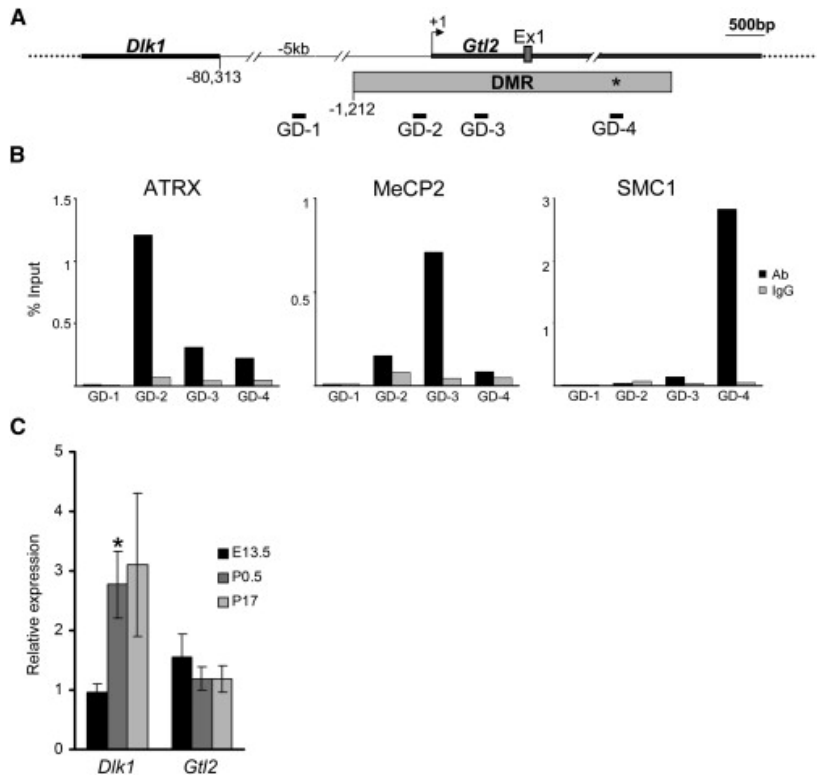 A
Dlk1
-5kb
+1
Gtl2
Ex1
500bp
-80,313
DMR
*
-1,212
GD-1
GD-2
GD-3
GD-4
B
ATRX
MeCP2
SMC1
% Input
1.5
1
0.5
GD-1 GD-2 GD-3 GD-4
1
0.5
GD-1 GD-2 GD-3 GD-4
3
2
1
GD-1 GD-2 GD-3 GD-4
Ab
IgG
C
Relative expression
5
4
3
2
1
0
*
E13.5
P0.5
P17
Dlk1 Gtl2